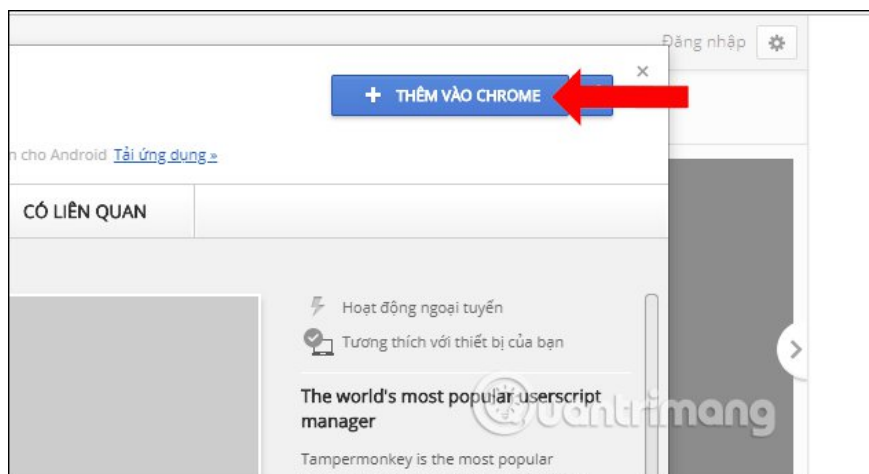 Đăng nhập
+ THÊM VÀO CHROME
n cho Android Tải ứng dụng »
CÓ LIÊN QUAN
Hoạt động ngoại tuyến
Tương thích với thiết bị của bạn
The world's most popular userscript
manager
Quantrimang
Tampermonkey is the most popular